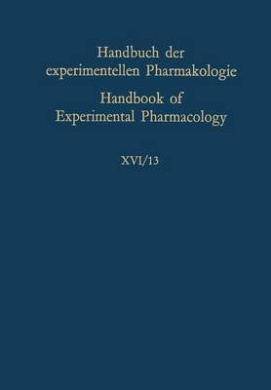 Handbuch der
experimentellen Pharmakologie
Handbook of
Experimental Pharmacology
XVI/13